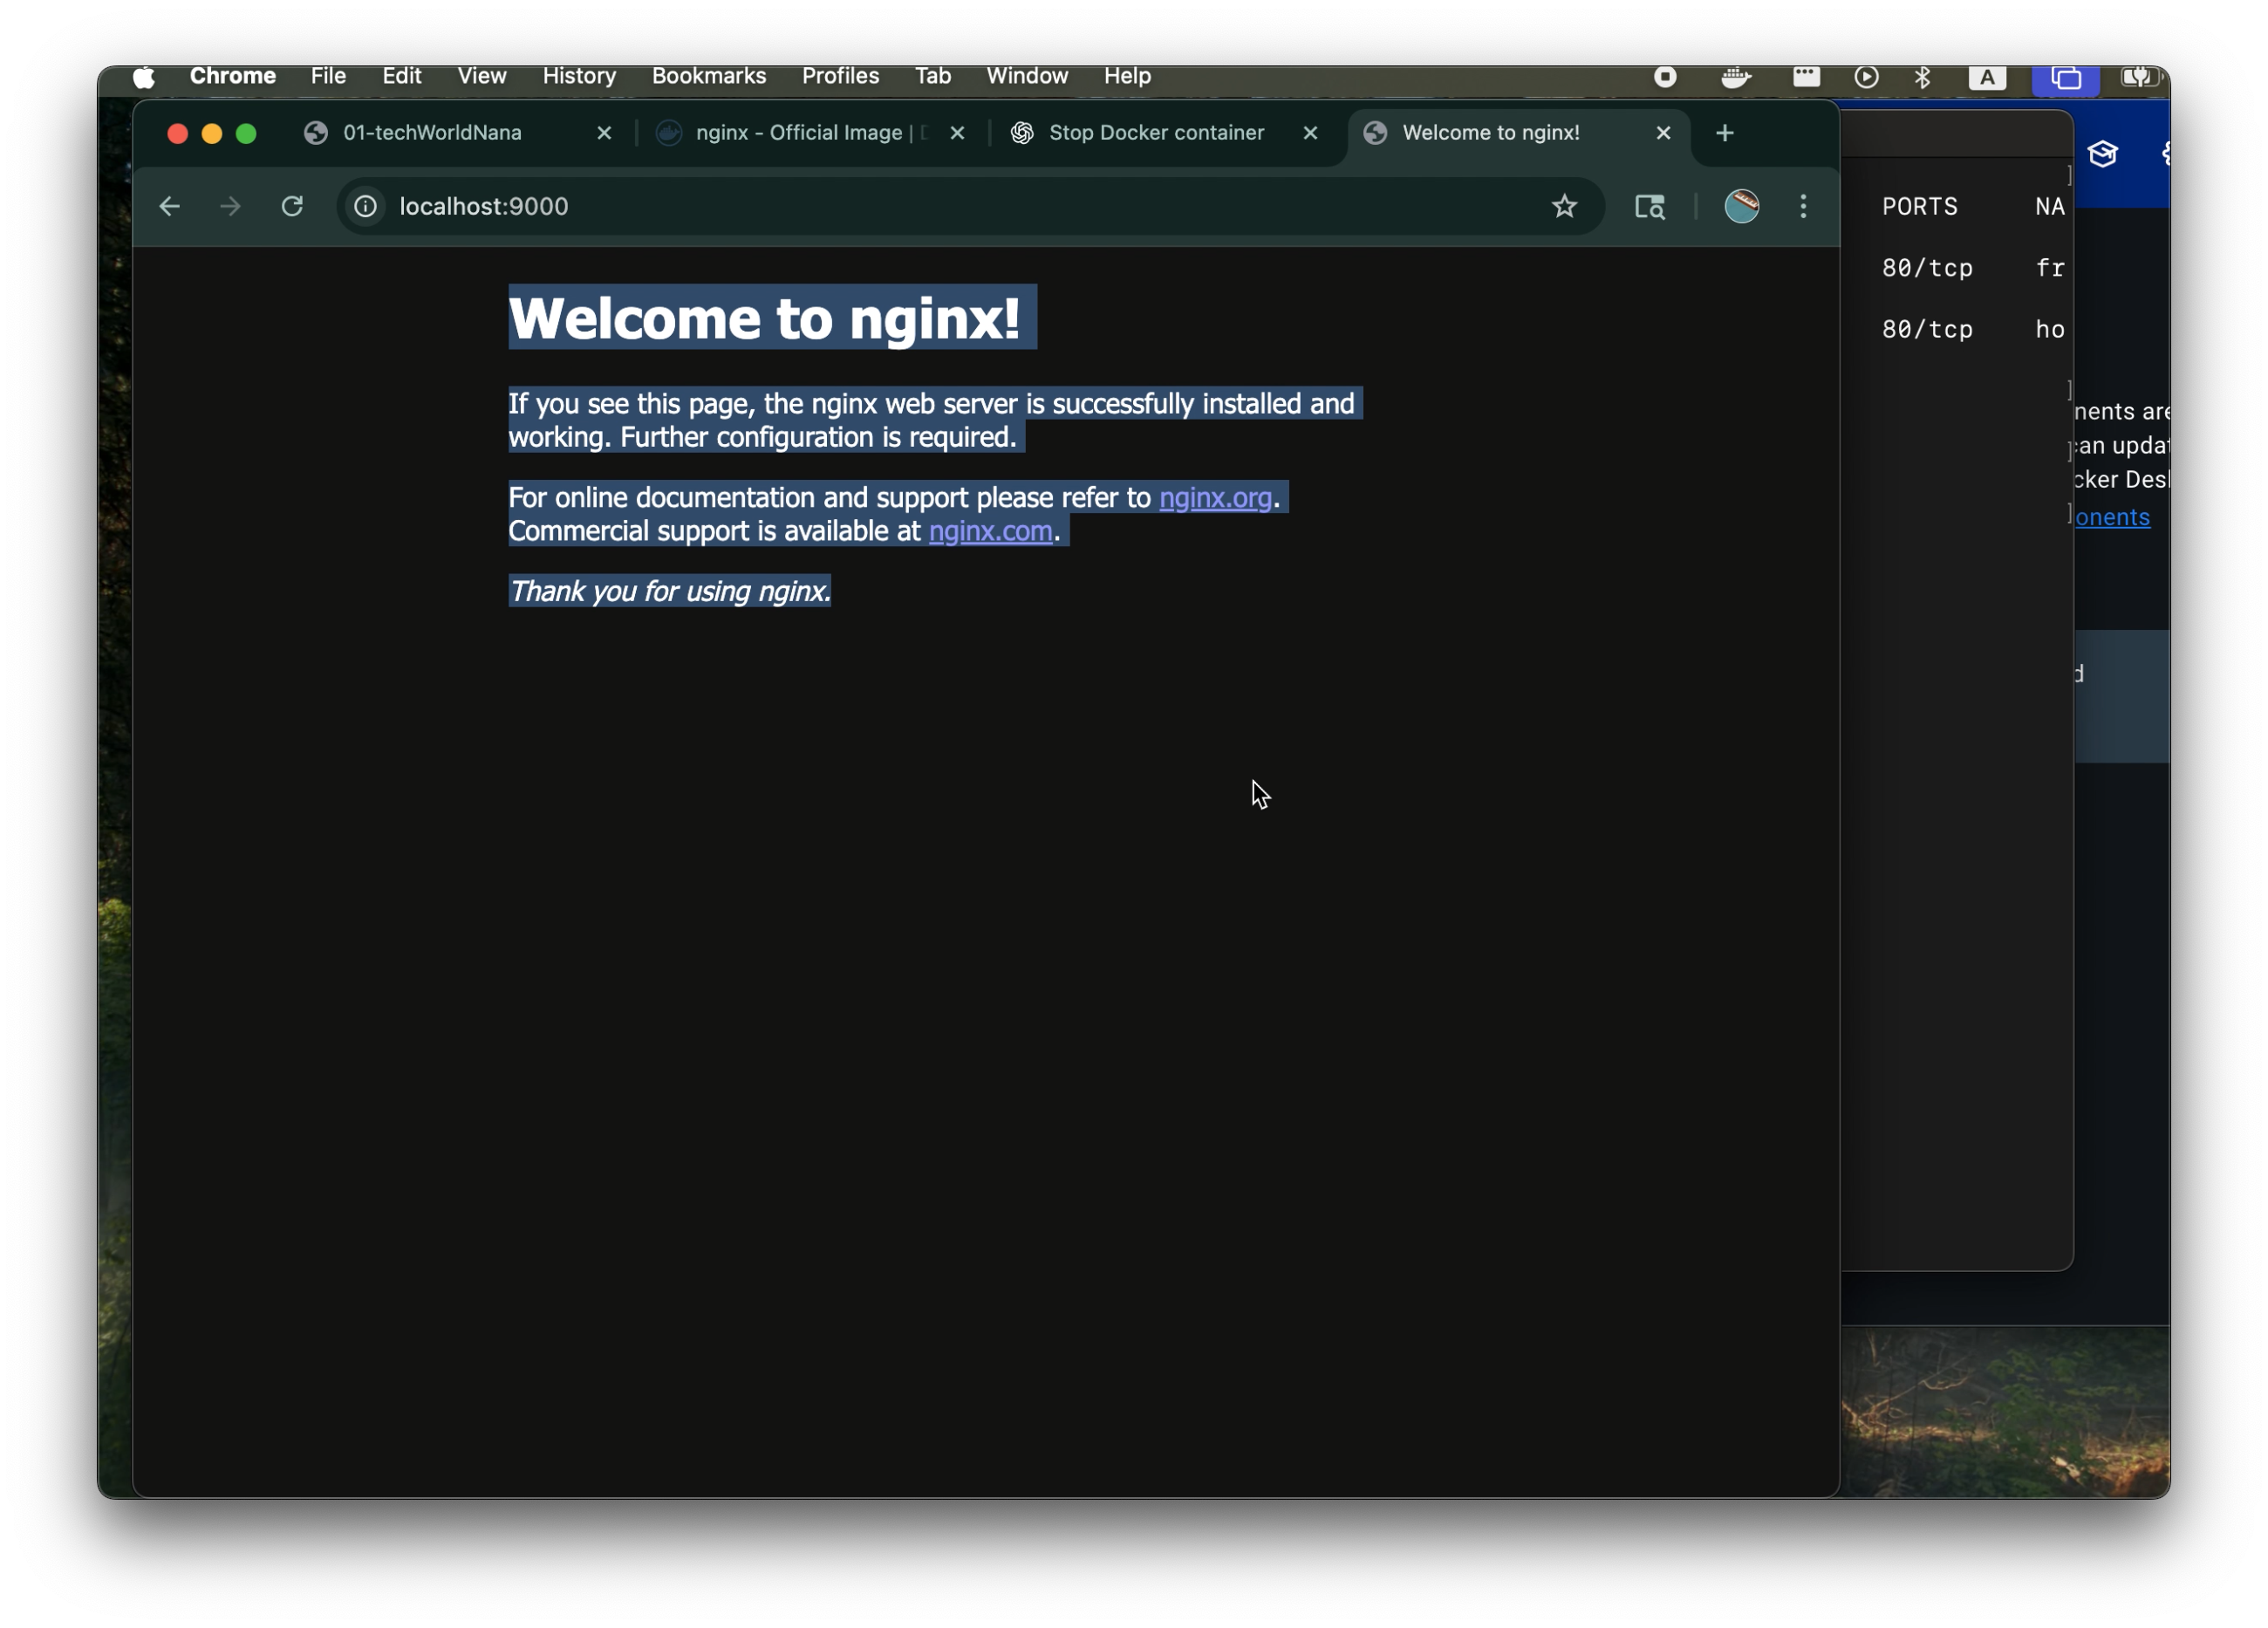 Chrome File Edit View History Bookmarks Profiles Tab Window Help
A
01-techWorldNana
nginx - Official Image |
Stop Docker container
Welcome to nginx!
localhost:9000
Welcome to nginx!
If you see this page, the nginx web server is successfully installed and
working. Further configuration is required.
For online documentation and support please refer to nginx.org.
Commercial support is available at nginx.com.
Thank you for using nginx.
]
PORTS NA
80/tcp fr
80/tcp ho
]
]
]
nents are
can updat
cker Desk
onents
d